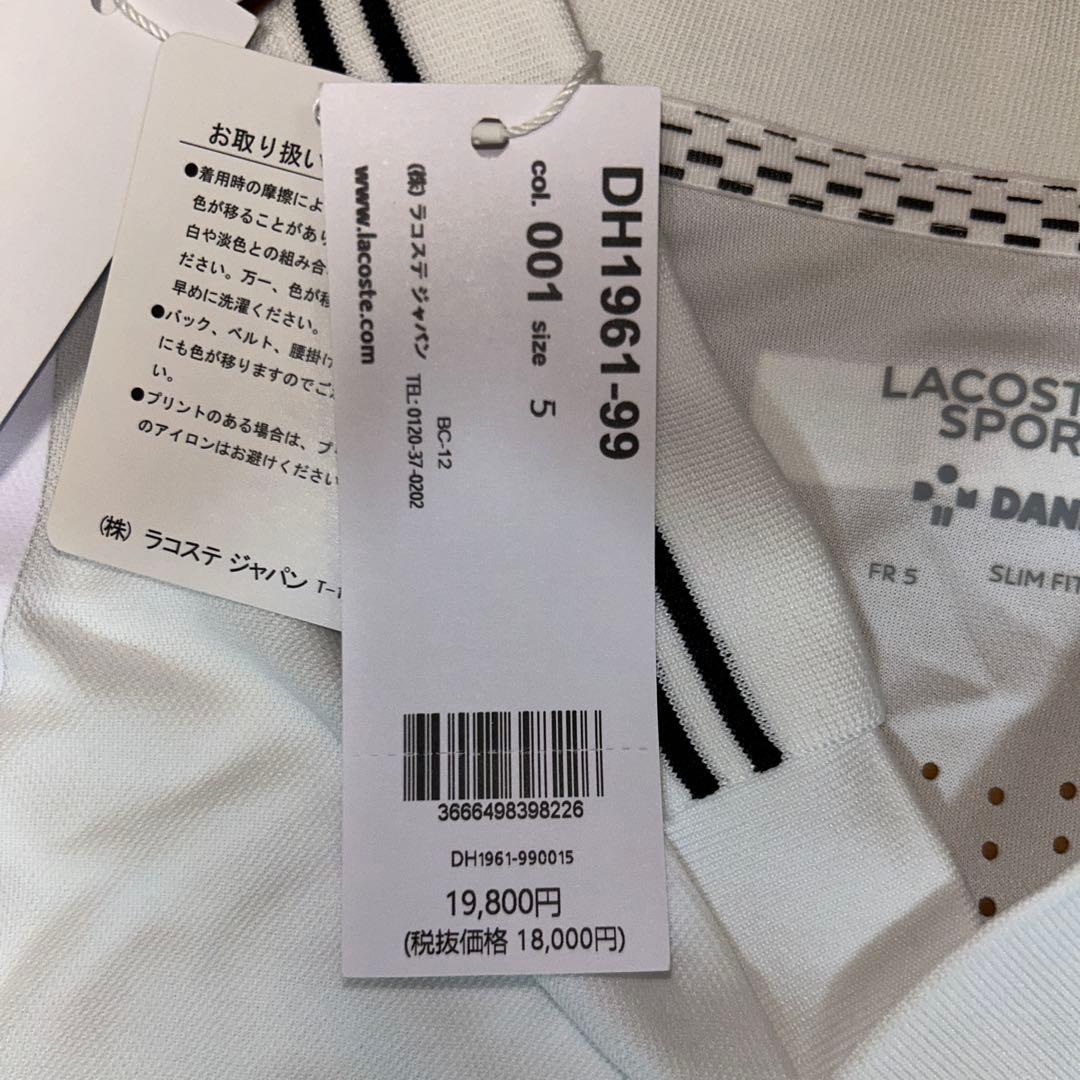 お取り扱い
●着用時の摩擦によ
色が移ることがあり
白や淡色との組み合
ださい。万一、色が移
早めに洗濯ください。
●バック、ベルト、腰掛け
にも色が移りますのでご
い。
●プリントのある場合は、プ
のアイロンはお避けください
(株) ラコステ ジャパン T-1
DH1961-99
col. 001 size 5
BC-12
(株) ラコステ ジャパン TEL: 0120-37-0202
www.lacoste.com
3666498398226
DH1961-990015
19,800円
(税抜価格 18,000円)
LACOST
SPOR
DAN
FR 5 SLIM FIT